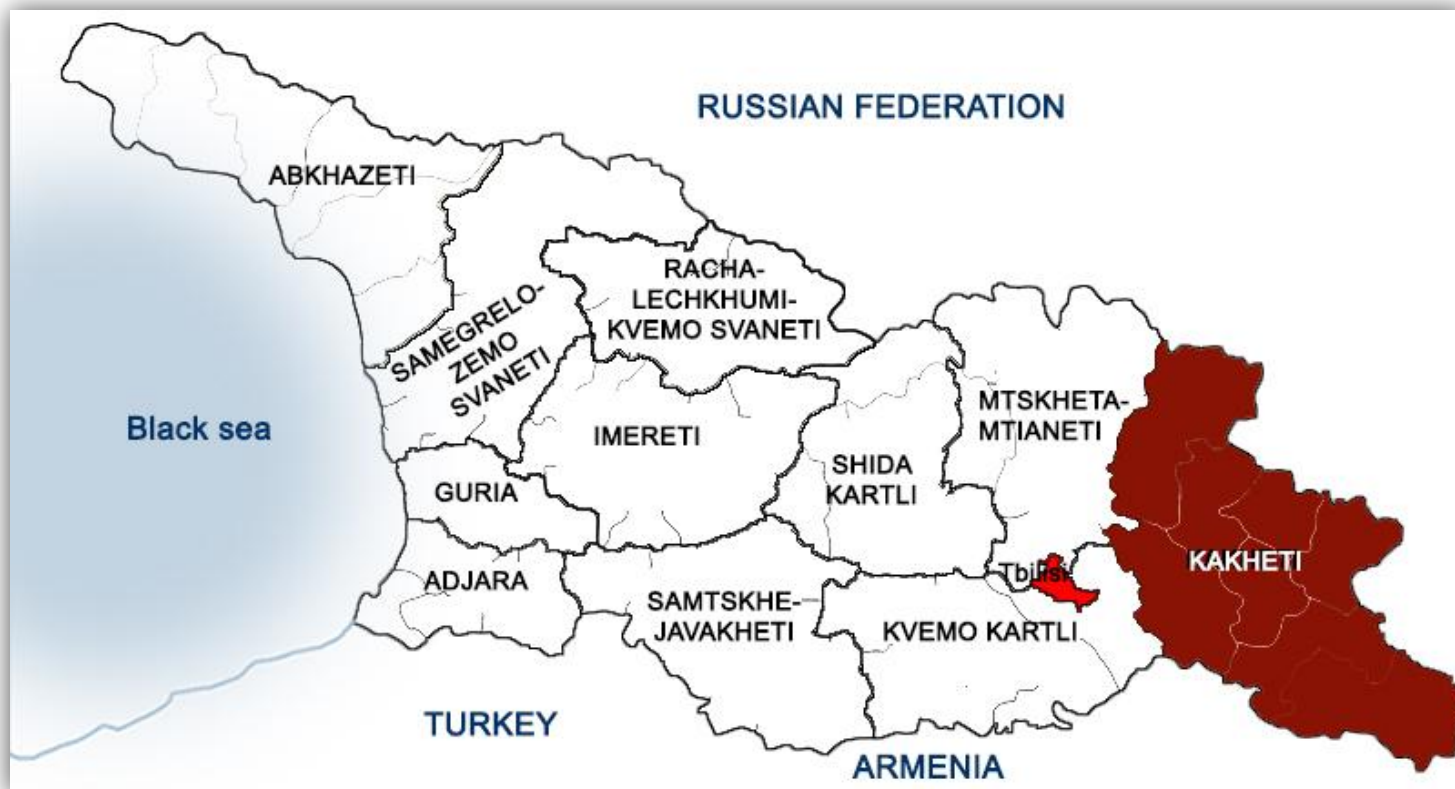 RUSSIAN FEDERATION
ABKHAZETI
RACHA-
LECHKHUMI-
KVEMO SVANETI
SAMEGRELO-
ZEMO
SVANETI
MTSKHETA-
MTIANETI
Black sea
IMERETI
SHIDA
KARTLI
GURIA
KAKHETI
Tbilisi
ADJARA
SAMTSKHE-
JAVAKHETI
KVEMO KARTLI
TURKEY
ARMENIA